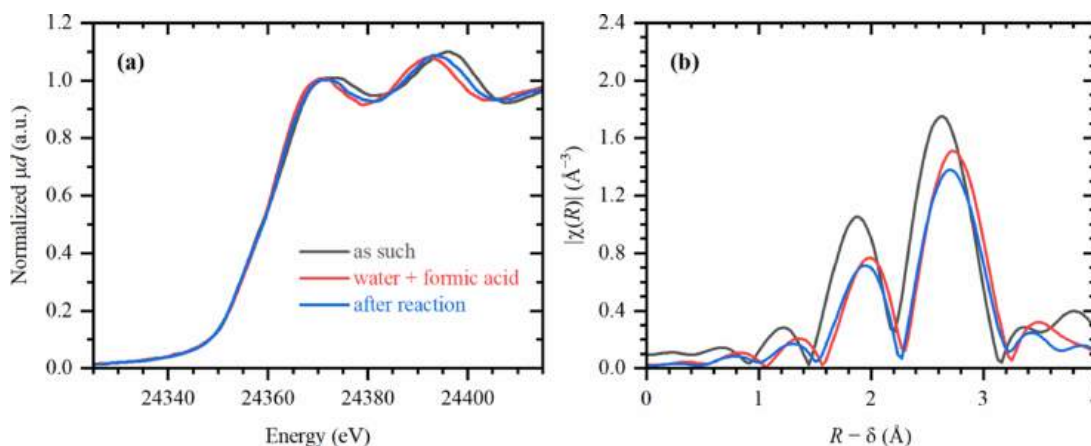 (a)
Normalized μd (a.u.)
1.2
1.0
0.8
0.6
0.4
0.2
0.0
as such
water + formic acid
after reaction
24340
24360
24380
24400
Energy (eV)
(b)
|χ(R)| (Å⁻³)
2.4
2.0
1.6
1.2
0.8
0.4
0.0
0
1
2
3
R − δ (Å)